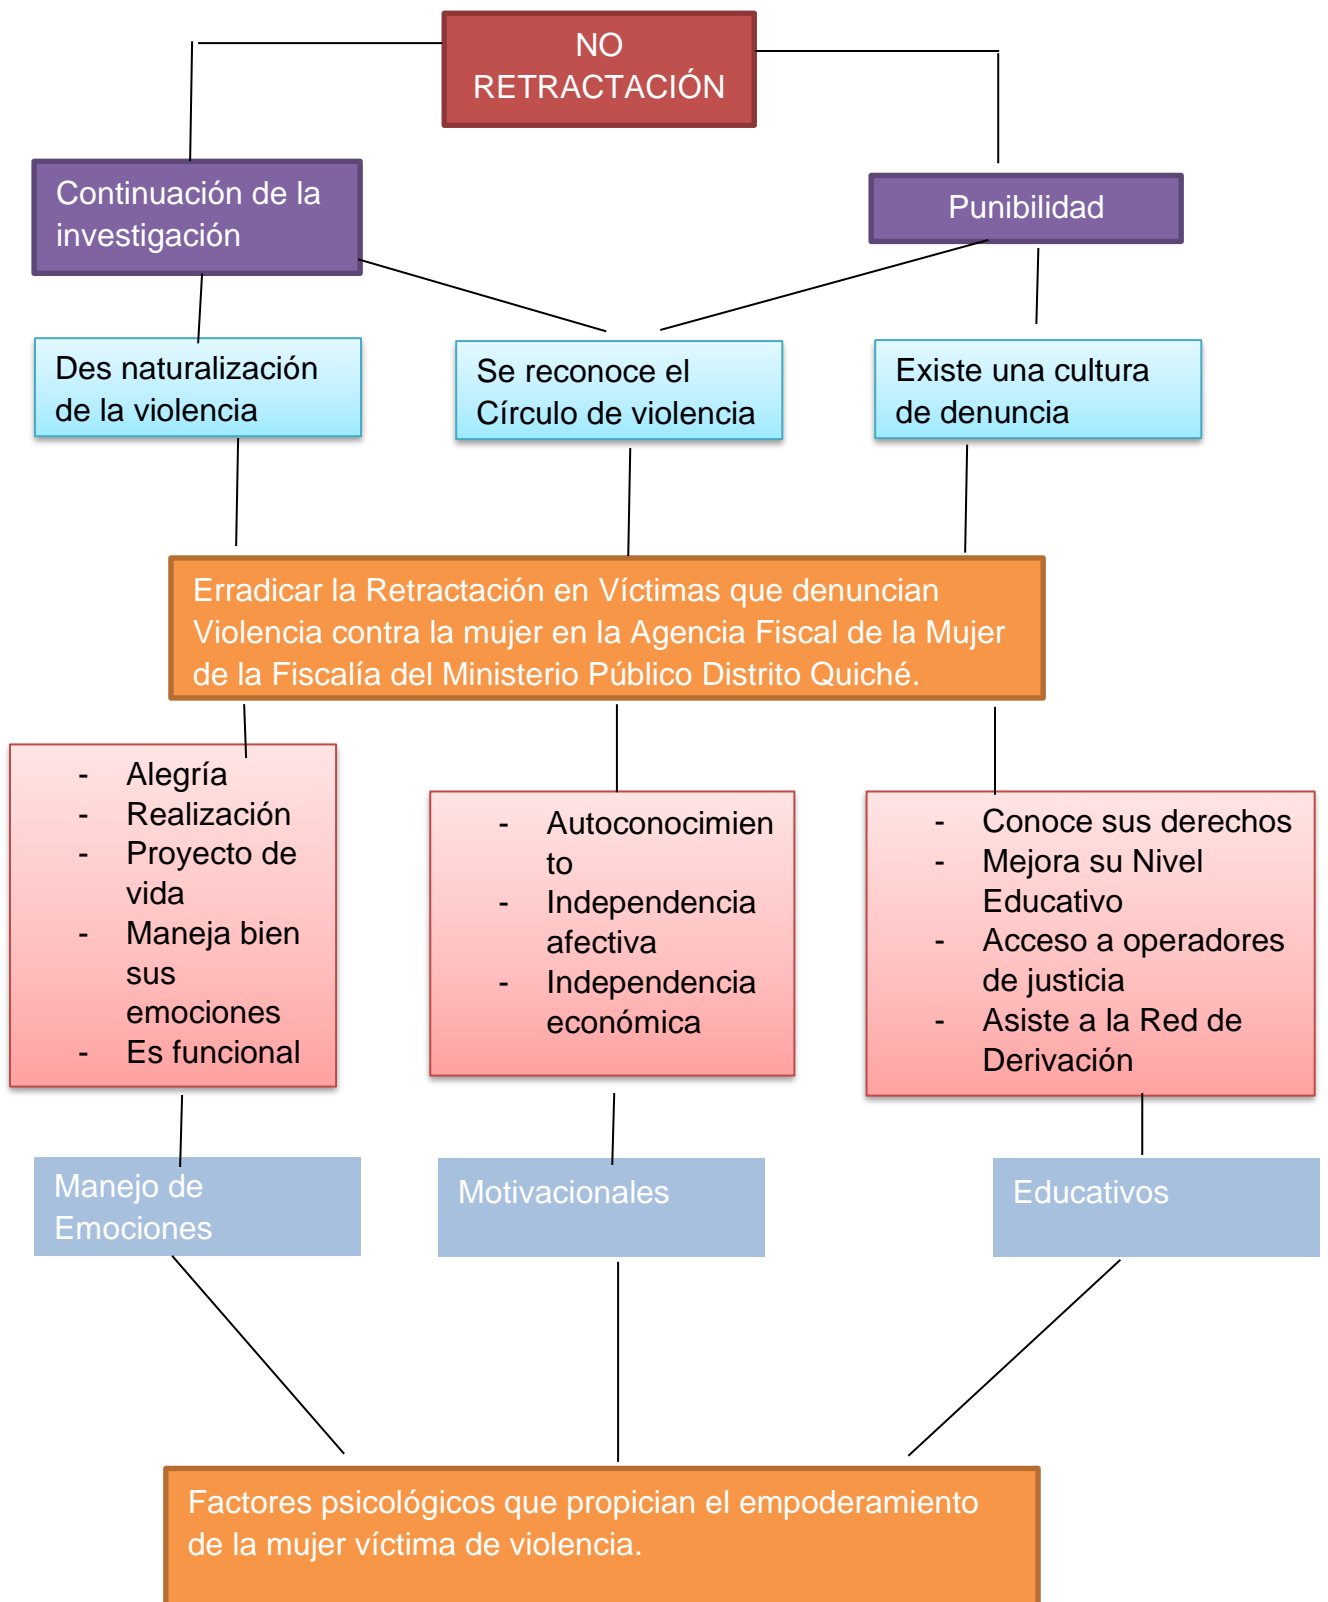 NO
RETRACTACIÓN
Continuación de la
investigación
Punibilidad
Des naturalización
de la violencia
Se reconoce el
Círculo de violencia
Existe una cultura
de denuncia
Erradicar la Retractación en Víctimas que denuncian
Violencia contra la mujer en la Agencia Fiscal de la Mujer
de la Fiscalía del Ministerio Público Distrito Quiché.
- Alegría
- Realización
- Proyecto de
vida
- Maneja bien
sus
emociones
- Es funcional
- Autoconocimien
to
- Independencia
afectiva
- Independencia
económica
- Conoce sus derechos
- Mejora su Nivel
Educativo
- Acceso a operadores
de justicia
- Asiste a la Red de
Derivación
Manejo de
Emociones
Motivacionales
Educativos
Factores psicológicos que propician el empoderamiento
de la mujer víctima de violencia.